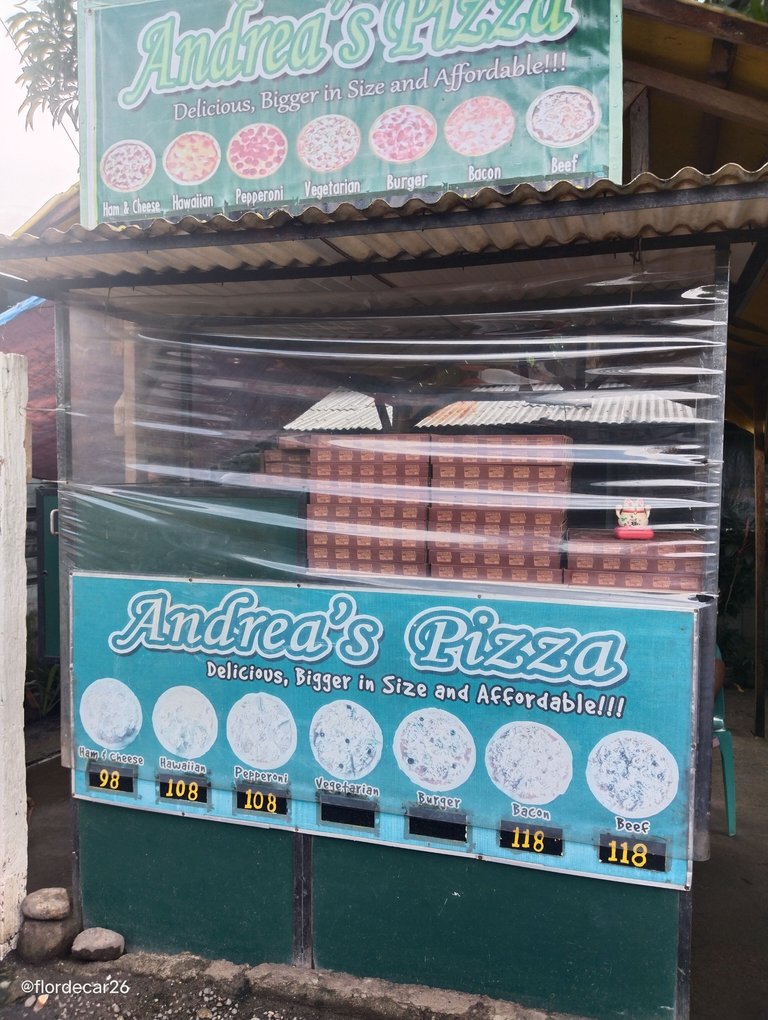 Andrea's Pizza
Delicious, Bigger in Size and Affordable!!!
Ham & Cheese Hawaiian Pepperoni Vegetarian Burger Bacon Beef
Andrea's Pizza
Delicious, Bigger in Size and Affordable!!!
Ham & Cheese Hawaiian Pepperoni Vegetarian Burger Bacon Beef
98 108 108 118 118
@flordecar26